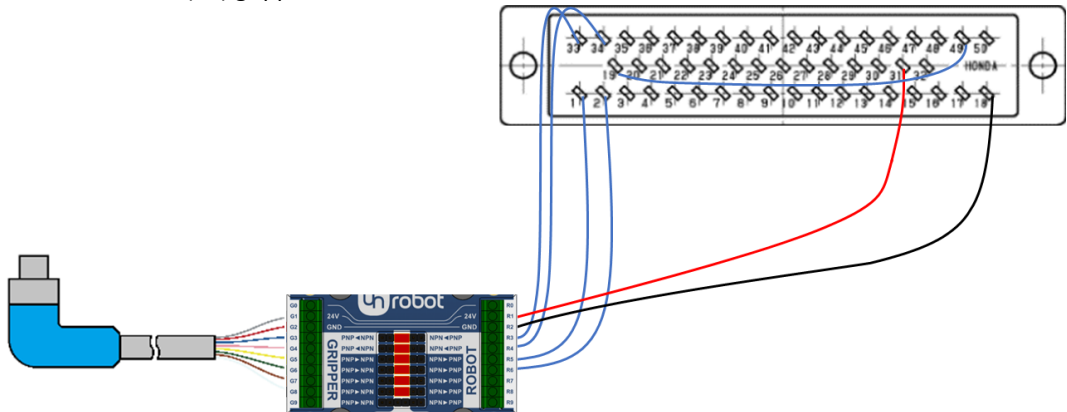 33 34 35 36 37 38 39 40 41 42 43 44 45 46 47 48 49 50
19 20 21 22 23 24 25 26 27 28 29 30 31 32 HONDA
1 2 3 4 5 6 7 8 9 10 11 12 13 14 15 16 17 18
robot
G0 R0
G1 24V 24V R1
G2 GND GND R2
G3 PNP◄NPN NPN◄PNP R3
G4 PNP◄NPN NPN◄PNP R4
G5 PNP►NPN NPN►PNP R5
G6 PNP►NPN NPN►PNP R6
G7 PNP►NPN NPN►PNP R7
G8 PNP►NPN NPN►PNP R8
G9 PNP►NPN NPN►PNP R9
GRIPPER
ROBOT